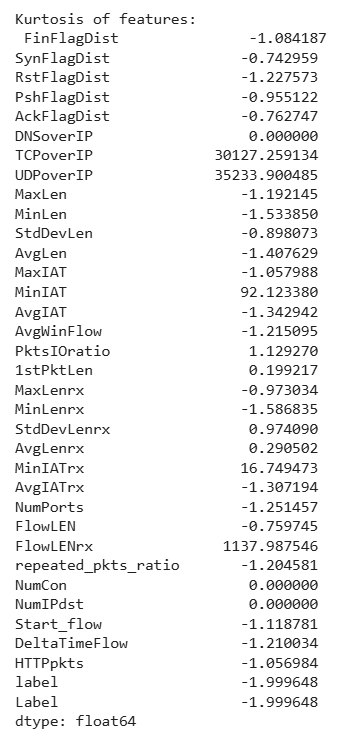 Kurtosis of features:
FinFlagDist -1.084187
SynFlagDist -0.742959
RstFlagDist -1.227573
PshFlagDist -0.955122
AckFlagDist -0.762747
DNSoverIP 0.000000
TCPoverIP 30127.259134
UDPoverIP 35233.900485
MaxLen -1.192145
MinLen -1.533850
StdDevLen -0.898073
AvgLen -1.407629
MaxIAT -1.057988
MinIAT 92.123380
AvgIAT -1.342942
AvgWinFlow -1.215095
PktsIOratio 1.129270
1stPktLen 0.199217
MaxLenrx -0.973034
MinLenrx -1.586835
StdDevLenrx 0.974090
AvgLenrx 0.290502
MinIATrx 16.749473
AvgIATrx -1.307194
NumPorts -1.251457
FlowLEN -0.759745
FlowLENrx 1137.987546
repeated_pkts_ratio -1.204581
NumCon 0.000000
NumIPdst 0.000000
Start_flow -1.118781
DeltaTimeFlow -1.210034
HTTPpkts -1.056984
label -1.999648
Label -1.999648
dtype: float64